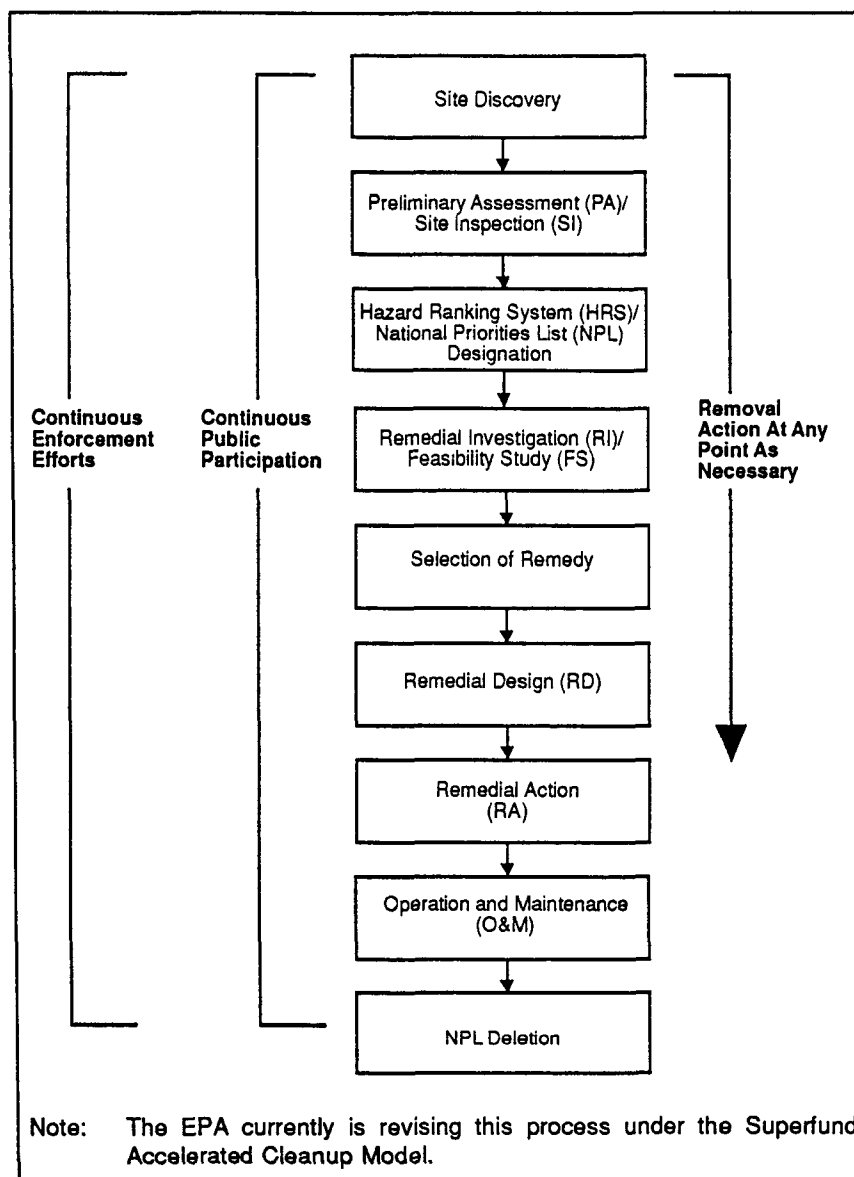 Site Discovery
Preliminary Assessment (PA)/
Site Inspection (SI)
Hazard Ranking System (HRS)/
National Priorities List (NPL)
Designation
Continuous
Enforcement
Efforts
Continuous
Public
Participation
Remedial Investigation (RI)/
Feasibility Study (FS)
Removal
Action At Any
Point As
Necessary
Selection of Remedy
Remedial Design (RD)
Remedial Action
(RA)
Operation and Maintenance
(O&M)
NPL Deletion
Note: The EPA currently is revising this process under the Superfund
Accelerated Cleanup Model.